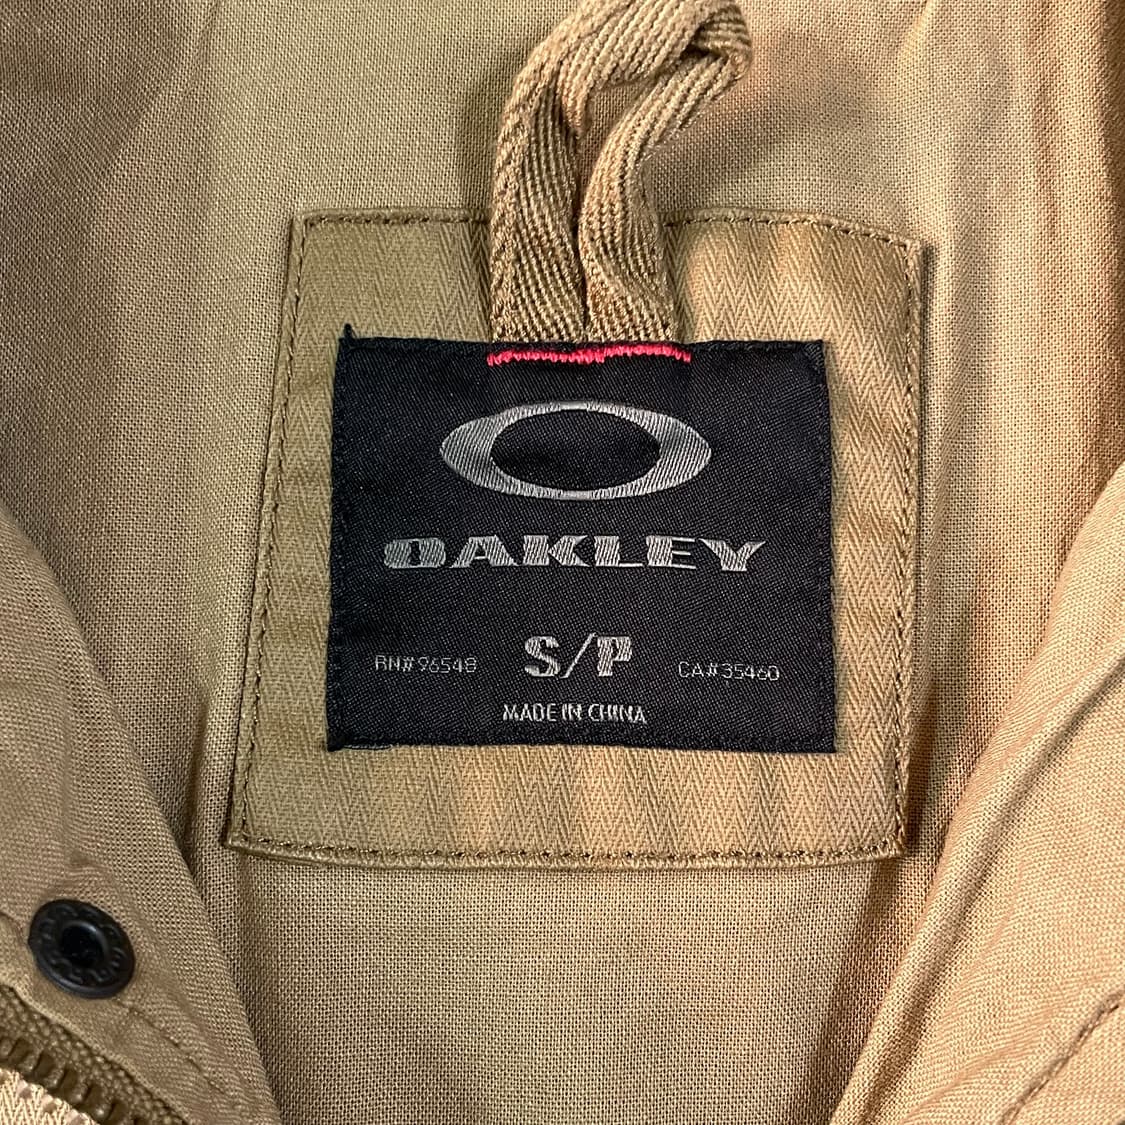 OAKLEY
S/P
RN#96548 CA#35460
MADE IN CHINA